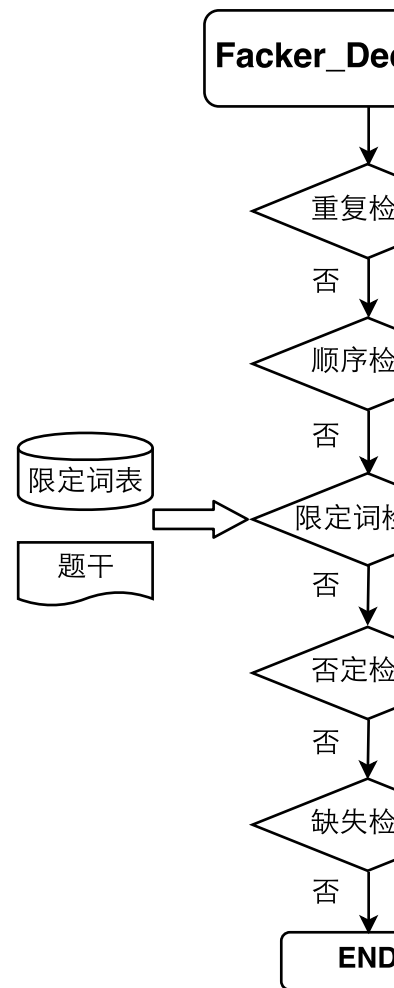 Facker_Dec
重复检
否
顺序检
否
限定词表
限定词检
题干
否
否定检
否
缺失检
否
END